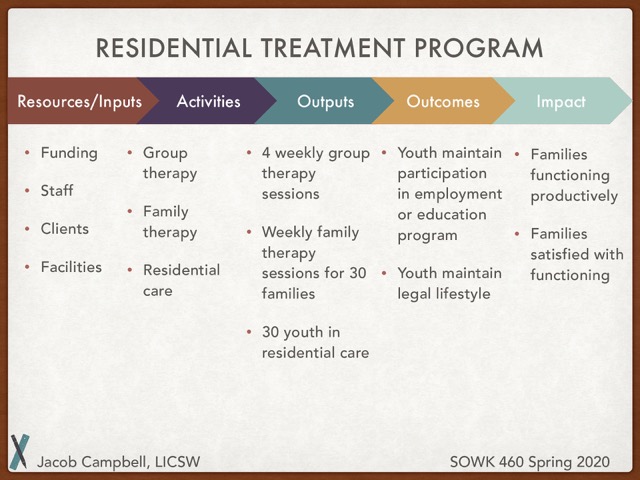 RESIDENTIAL TREATMENT PROGRAM
Resources/Inputs
Activities
Outputs
Outcomes
Impact
• Funding
• Staff
• Clients
• Facilities
• Group
therapy
• Family
therapy
• Residential
care
• 4 weekly group
therapy
sessions
• Weekly family
therapy
sessions for 30
families
• 30 youth in
residential care
• Youth maintain
participation
in employment
or education
program
• Youth maintain
legal lifestyle
• Families
functioning
productively
• Families
satisfied with
functioning
Jacob Campbell, LICSW
SOWK 460 Spring 2020